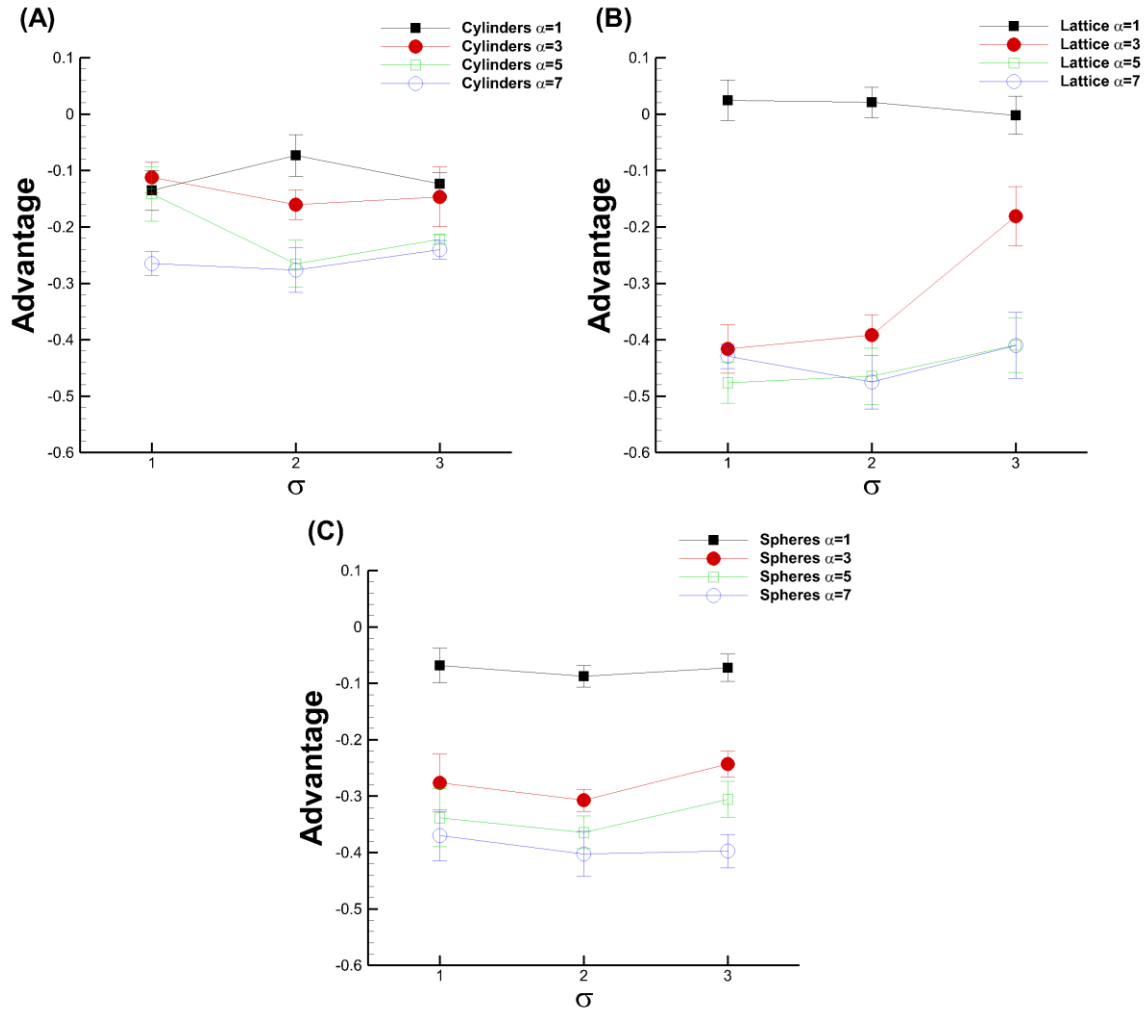 (A)
Cylinders α=1
Cylinders α=3
Cylinders α=5
Cylinders α=7
0.1
0
-0.1
-0.2
-0.3
-0.4
-0.5
-0.6
Advantage
1 2 3
σ
(B)
Lattice α=1
Lattice α=3
Lattice α=5
Lattice α=7
0.1
0
-0.1
-0.2
-0.3
-0.4
-0.5
-0.6
Advantage
1 2 3
σ
(C)
Spheres α=1
Spheres α=3
Spheres α=5
Spheres α=7
0.1
0
-0.1
-0.2
-0.3
-0.4
-0.5
-0.6
Advantage
1 2 3
σ